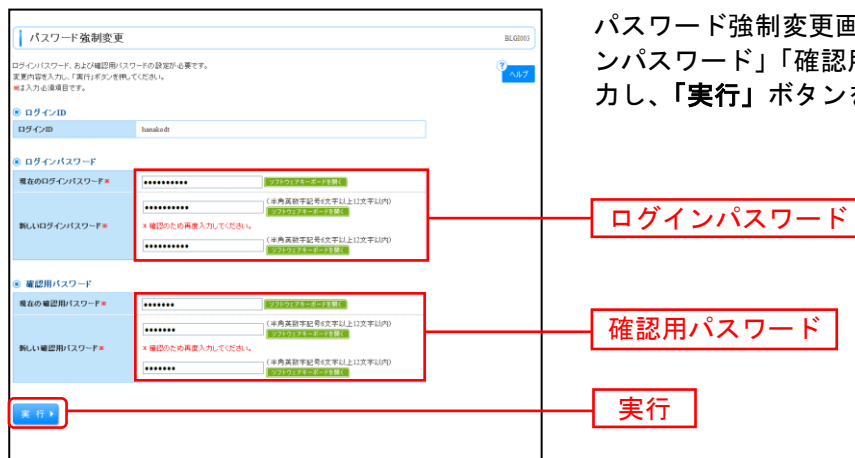 パスワード強制変更
BLGI003
ログインパスワード、および確認用パスワードの設定が必要です。
変更内容を入力し、「実行」ボタンを押してください。
※は入力必須項目です。
?
ヘルプ
ログインID
ログインID hanakodt
ログインパスワード
現在のログインパスワード※ ●●●●●●●●●● ソフトウェアキーボードを開く
新しいログインパスワード※ ●●●●●●●●●● (半角英数字記号6文字以上12文字以内)
ソフトウェアキーボードを開く
※ 確認のため再度入力してください。
●●●●●●●●●● (半角英数字記号6文字以上12文字以内)
ソフトウェアキーボードを開く
確認用パスワード
現在の確認用パスワード※ ●●●●●●● ソフトウェアキーボードを開く
新しい確認用パスワード※ ●●●●●●● (半角英数字記号6文字以上12文字以内)
ソフトウェアキーボードを開く
※ 確認のため再度入力してください。
●●●●●●● (半角英数字記号6文字以上12文字以内)
ソフトウェアキーボードを開く
実 行
パスワード強制変更画
ンパスワード」「確認用
力し、「実行」ボタンを
ログインパスワード
確認用パスワード
実行